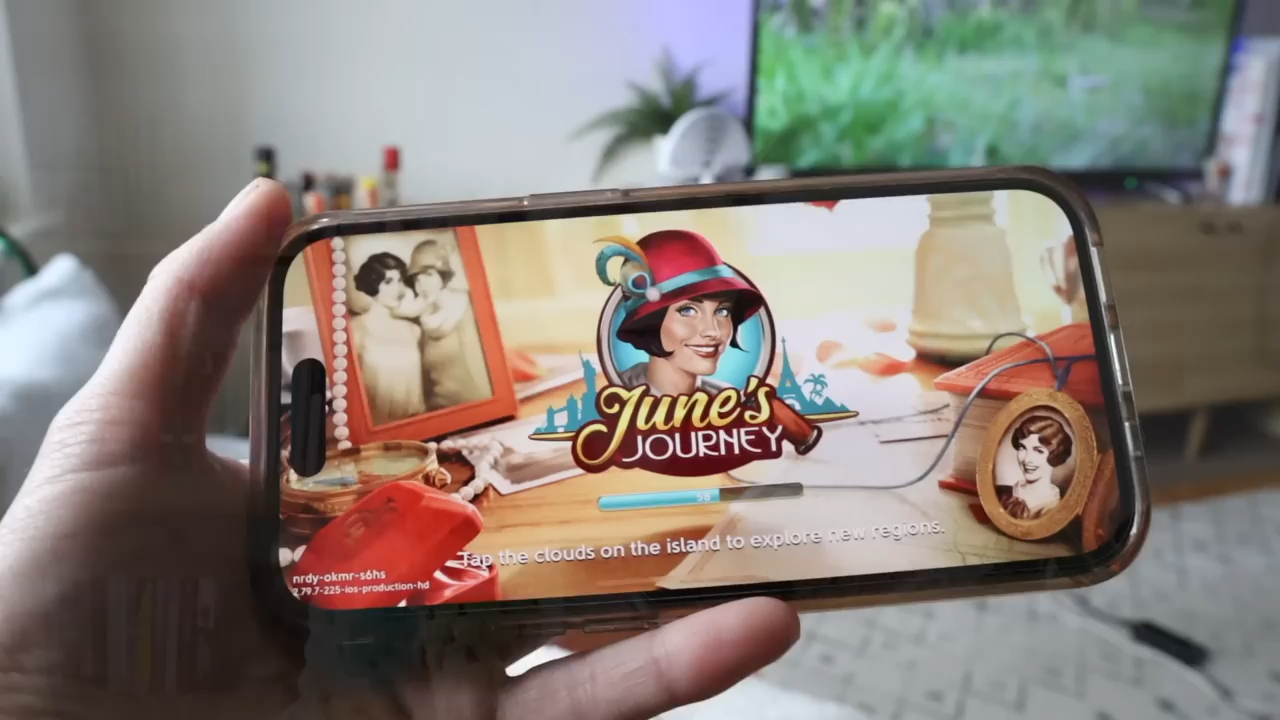 June's
JOURNEY
58
Tap the clouds on the island to explore new regions.
nrdy-okmr-s6hs
2.79.7-225-ios-production-hd